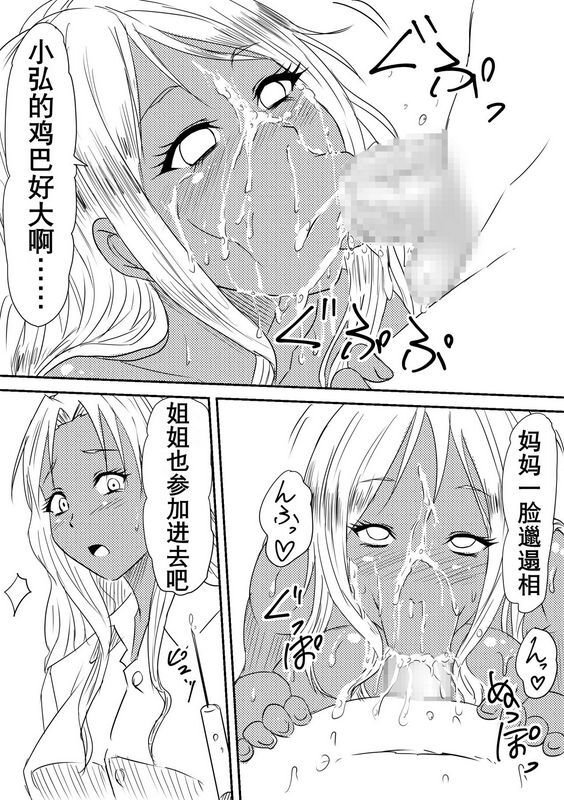 小弘的鸡巴好大啊……
ぐぷっ
ぐぷぷ
妈妈一脸邋遢相
んふっ♡
ぐっぽ
んっ♡
ぬっぽっ
姐姐也参加进去吧
ピュッ